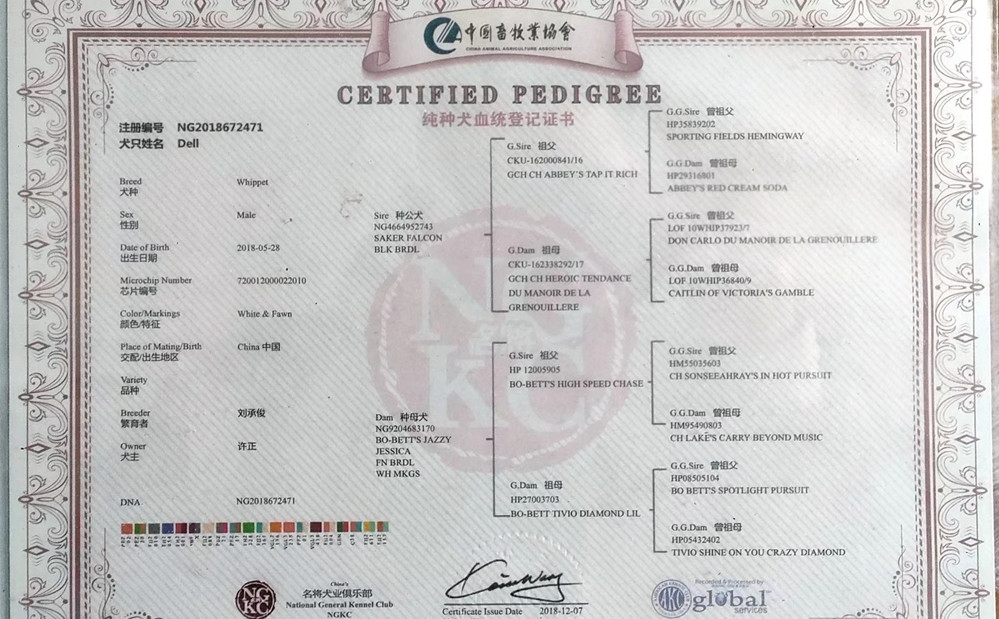 中国畜牧業協會
CHINA ANIMAL AGRICULTURE ASSOCIATION
CERTIFIED PEDIGREE
纯种犬血统登记证书
注册编号 NG2018672471
犬只姓名 Dell
Breed Whippet
犬种
Sex Male
性别
Date of Birth 2018-05-28
出生日期
Microchip Number 720012000022010
芯片编号
Color/Markings White & Fawn
颜色/特征
Place of Mating/Birth China 中国
交配/出生地区
Variety
品种
Breeder 刘承俊
繁育者
Owner 许正
犬主
DNA NG2018672471
Sire 种公犬
NG4664952743
SAKER FALCON
BLK BRDL
Dam 种母犬
NG9204683170
BO-BETT'S JAZZY
JESSICA
FN BRDL
WH MKGS
G.Sire 祖父
CKU-162000841/16
GCH CH ABBEY'S TAP IT RICH
G.Dam 祖母
CKU-162338292/17
GCH CH HEROIC TENDANCE
DU MANOIR DE LA
GRENOUILLERE
G.Sire 祖父
HP 12005905
BO-BETT'S HIGH SPEED CHASE
G.Dam 祖母
HP27003703
BO-BETT TIVIO DIAMOND LIL
G.G.Sire 曾祖父
HP35839202
SPORTING FIELDS HEMINGWAY
G.G.Dam 曾祖母
HP29316801
ABBEY'S RED CREAM SODA
G.G.Sire 曾祖父
LOF 10WHIP37923/7
DON CARLO DU MANOIR DE LA GRENOUILLERE
G.G.Dam 曾祖母
LOF 10WHIP36840/9
CAITLIN OF VICTORIA'S GAMBLE
G.G.Sire 曾祖父
HM55035603
CH SONSEEAHRAY'S IN HOT PURSUIT
G.G.Dam 曾祖母
HM95490803
CH LAKE'S CARRY BEYOND MUSIC
G.G.Sire 曾祖父
HP08505104
BO BETT'S SPOTLIGHT PURSUIT
G.G.Dam 曾祖母
HP05432402
TIVIO SHINE ON YOU CRAZY DIAMOND
NGKC
NGKC
China's
名将犬业俱乐部
National General Kennel Club
NGKC
Certificate Issue Date 2018-12-07
Recorded & Processed by
AKC global
services